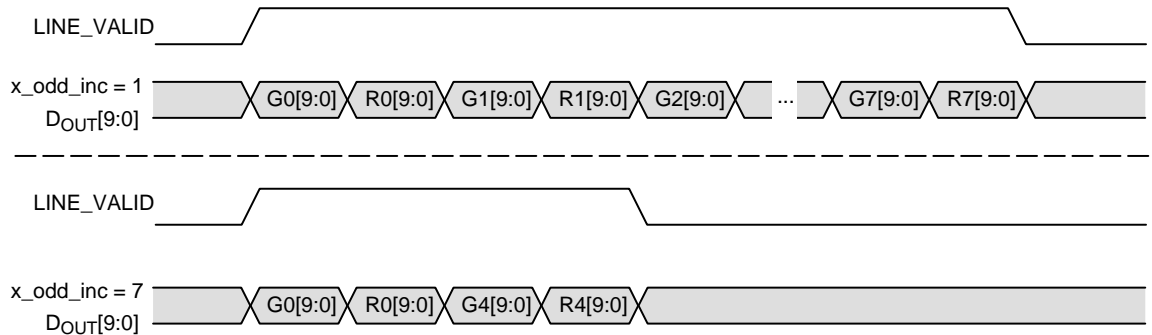 LINE_VALID
x_odd_inc = 1
DOUT[9:0]
G0[9:0] R0[9:0] G1[9:0] R1[9:0] G2[9:0] ... G7[9:0] R7[9:0]
LINE_VALID
x_odd_inc = 7
DOUT[9:0]
G0[9:0] R0[9:0] G4[9:0] R4[9:0]